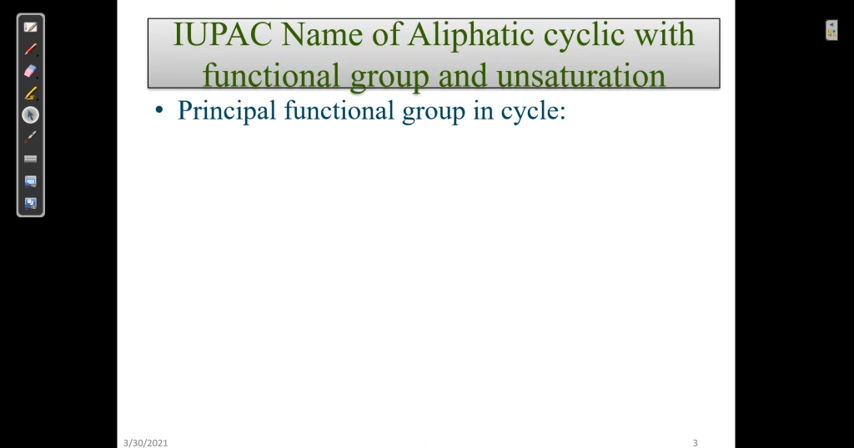 IUPAC Name of Aliphatic cyclic with
functional group and unsaturation
• Principal functional group in cycle:
3/30/2021
3